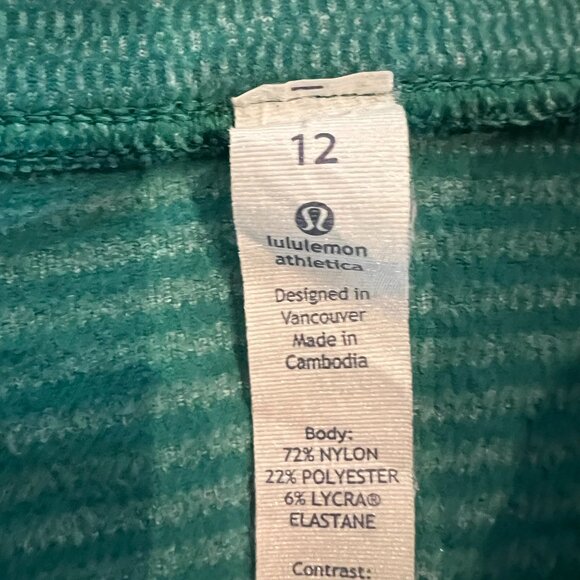 12
lululemon
athletica
Designed in
Vancouver
Made in
Cambodia
Body:
72% NYLON
22% POLYESTER
6% LYCRA®
ELASTANE
Contrast: